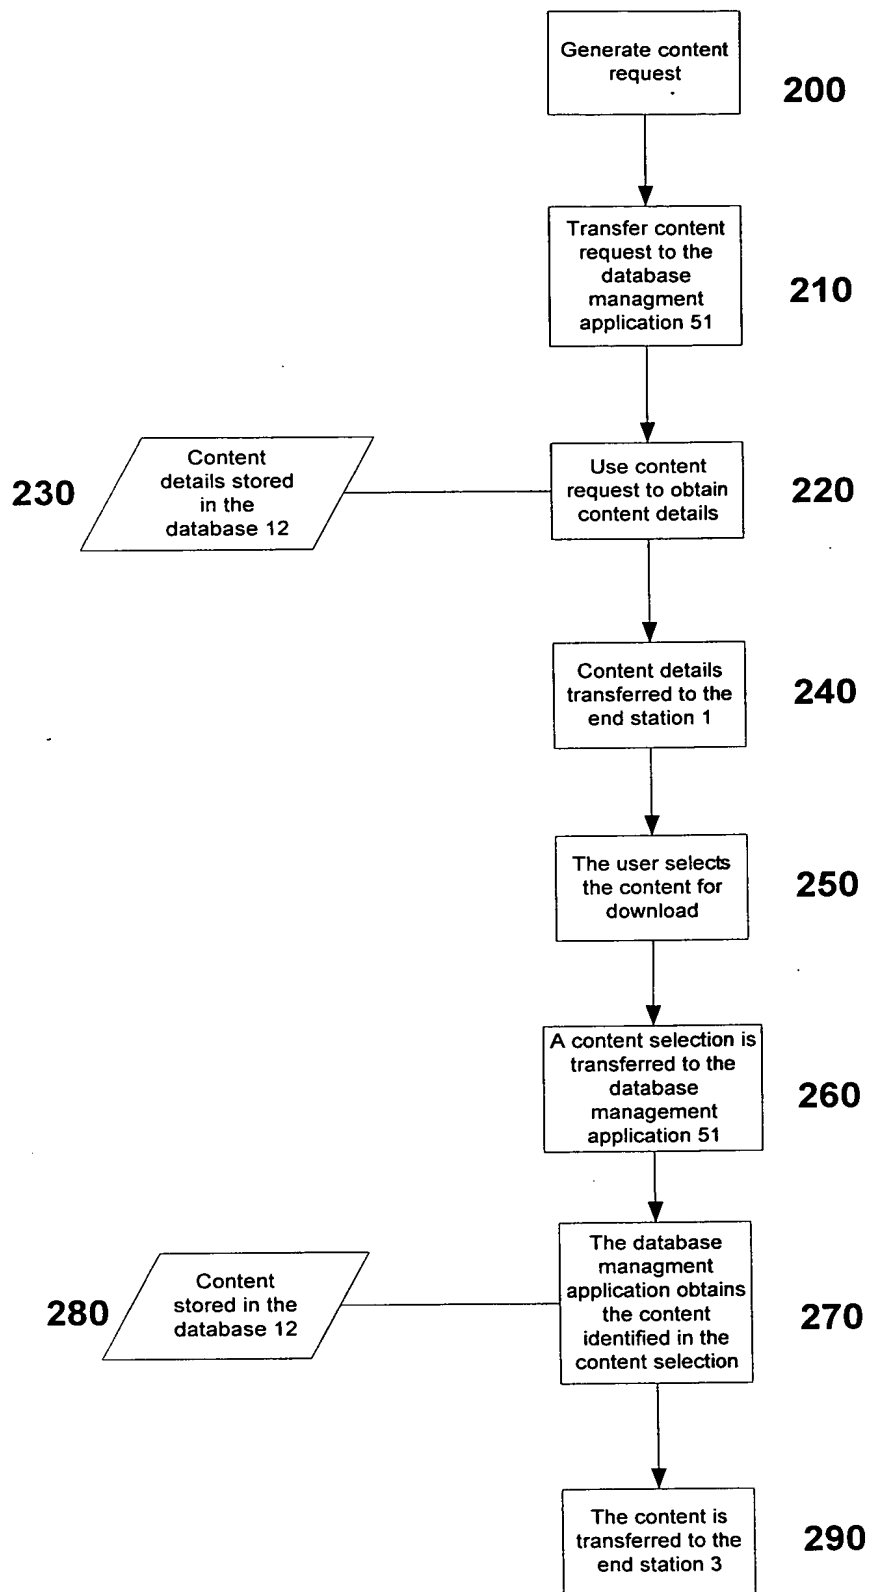 Generate content
request
200
Transfer content
request to the
database
managment
application 51
210
Content
details stored
in the
database 12
230
Use content
request to obtain
content details
220
Content details
transferred to the
end station 1
240
The user selects
the content for
download
250
A content selection is
transferred to the
database
management
application 51
260
Content
stored in the
database 12
280
The database
managment
application obtains
the content
identified in the
content selection
270
The content is
transferred to the
end station 3
290